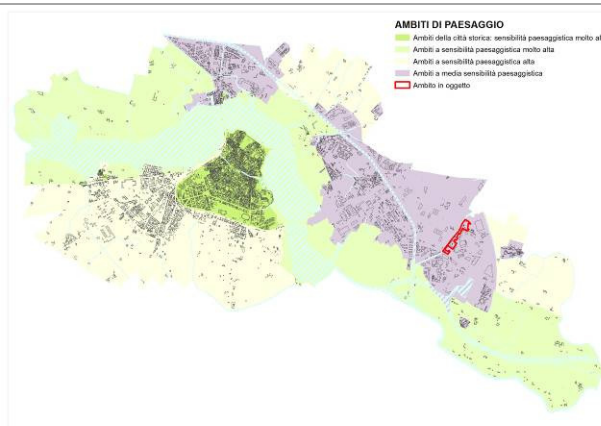 AMBITI DI PAESAGGIO
Ambiti della città storica: sensibilità paesaggistica molto al
Ambiti a sensibilità paesaggistica molto alta
Ambiti a sensibilità paesaggistica alta
Ambiti a media sensibilità paesaggistica
Ambito in oggetto